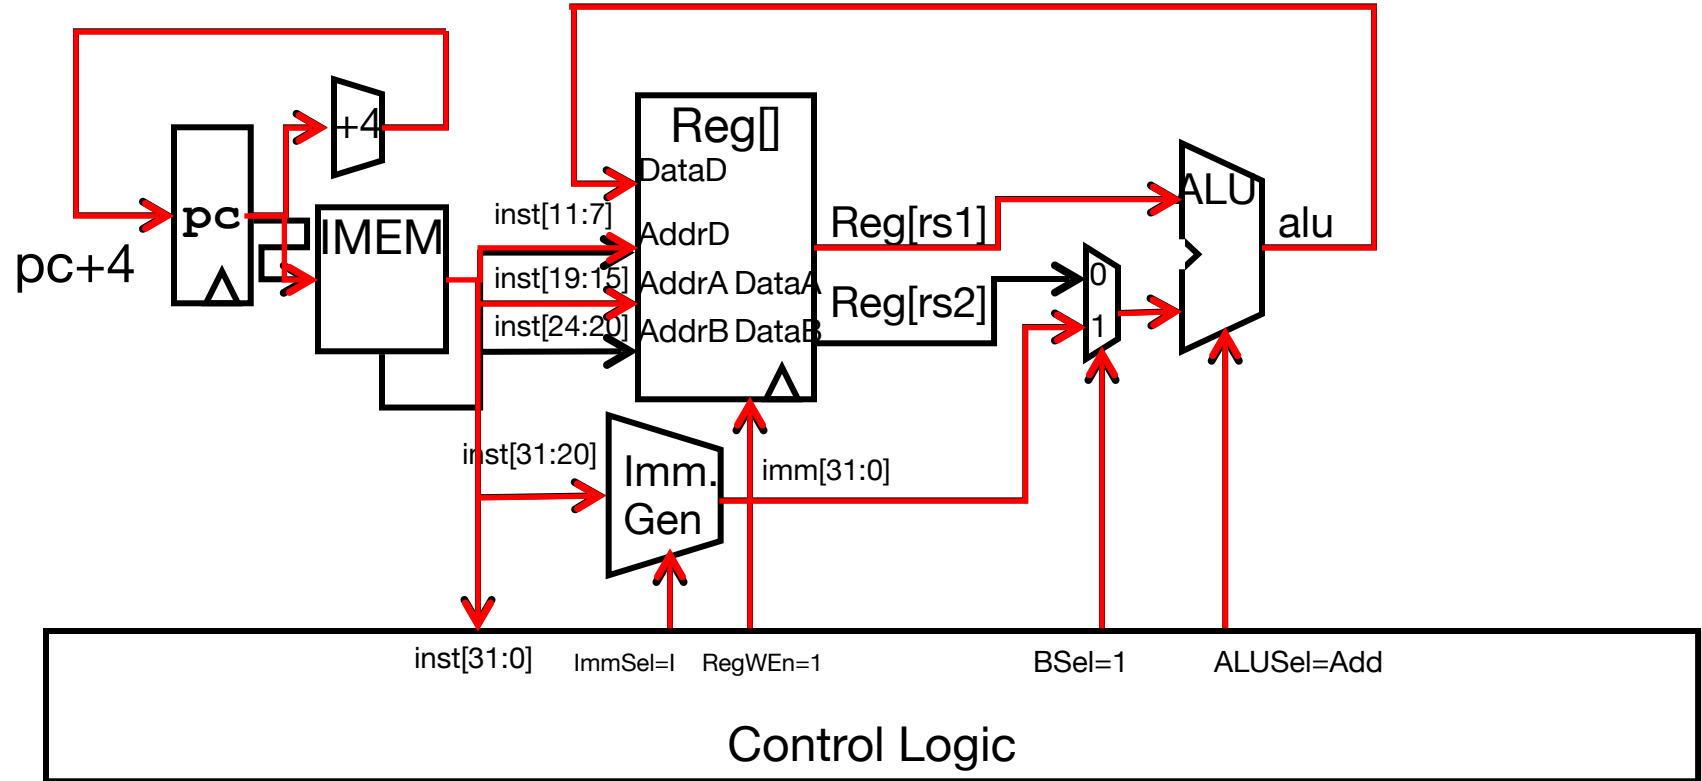 +4
Reg[]
DataD
ALU
pc
inst[11:7]
IMEM
AddrD
Reg[rs1]
alu
pc+4
inst[19:15]
AddrA DataA
0
Reg[rs2]
inst[24:20]
AddrB DataB
1
inst[31:20]
Imm.
Gen
imm[31:0]
inst[31:0]
ImmSel=I
RegWEn=1
BSel=1
ALUSel=Add
Control Logic